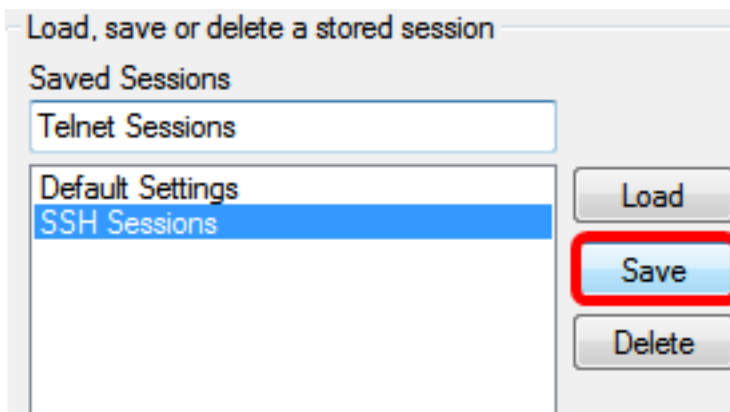 Load, save or delete a stored session
Saved Sessions
Telnet Sessions
Default Settings
SSH Sessions
Load
Save
Delete